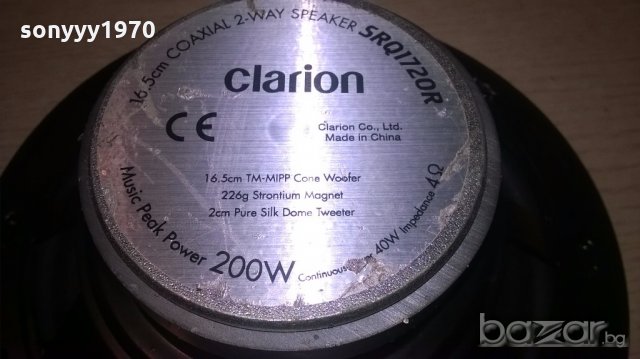 sonyyy1970
16.5cm COAXIAL 2-WAY SPEAKER SRQ1720R
clarion
CE
Clarion Co., Ltd.
Made in China
16.5cm TM-MIPP Cone Woofer
226g Strontium Magnet
2cm Pure Silk Dome Tweeter
Music Peak Power 200W Continuous 40W Impedance 4Ω
bazar.bg